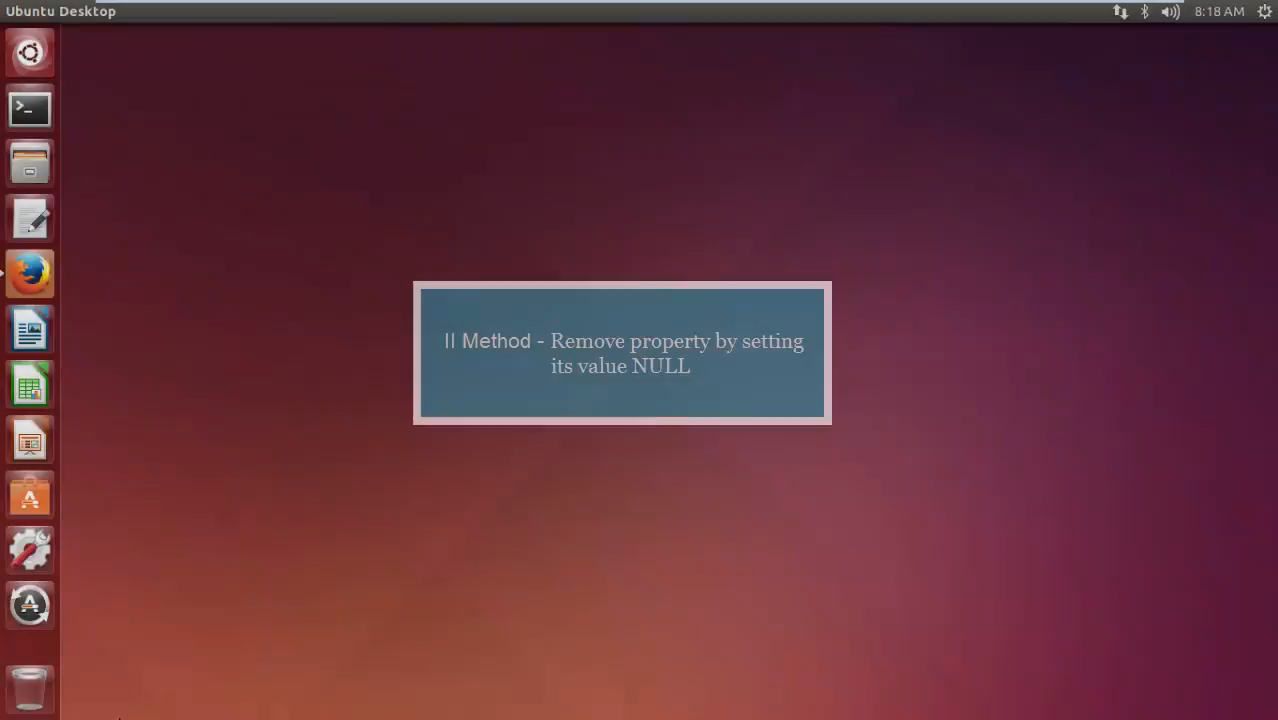 Ubuntu Desktop
8:18 AM
II Method - Remove property by setting
its value NULL